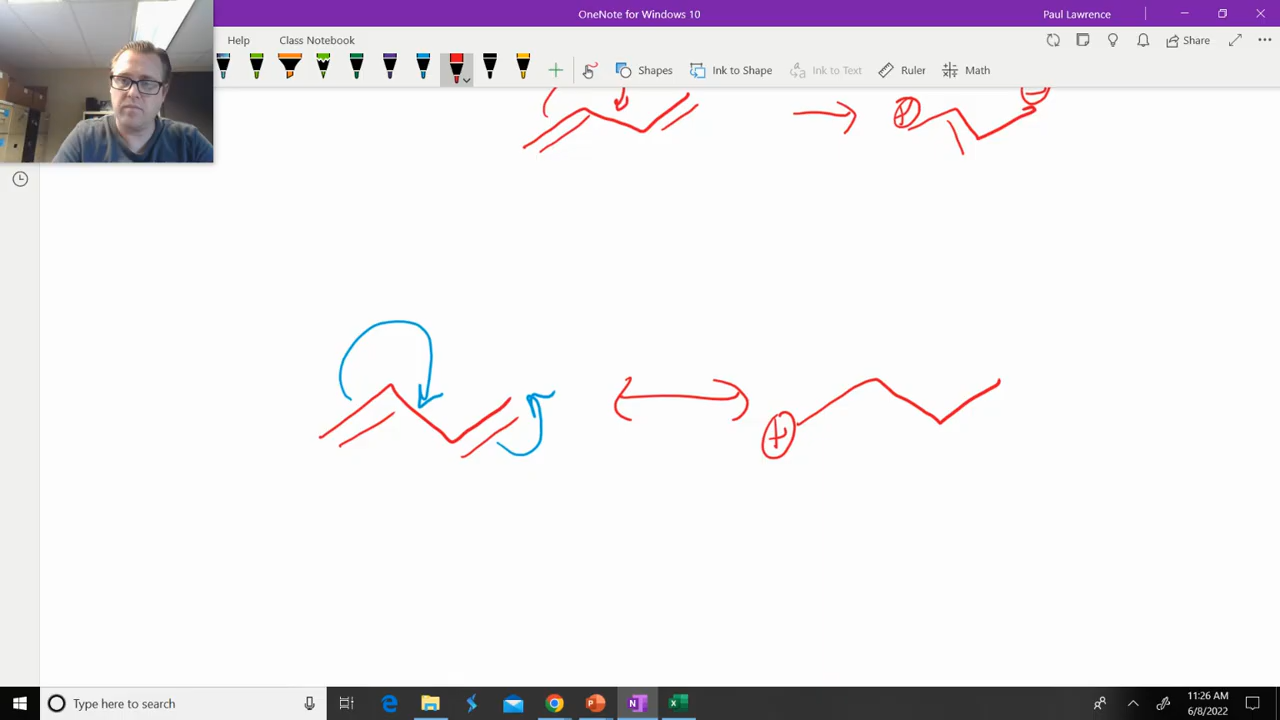 OneNote for Windows 10
Paul Lawrence
Help
Class Notebook
Share
Shapes
Ink to Shape
Ink to Text
Ruler
Math
+
-
+
Type here to search
11:26 AM
6/8/2022